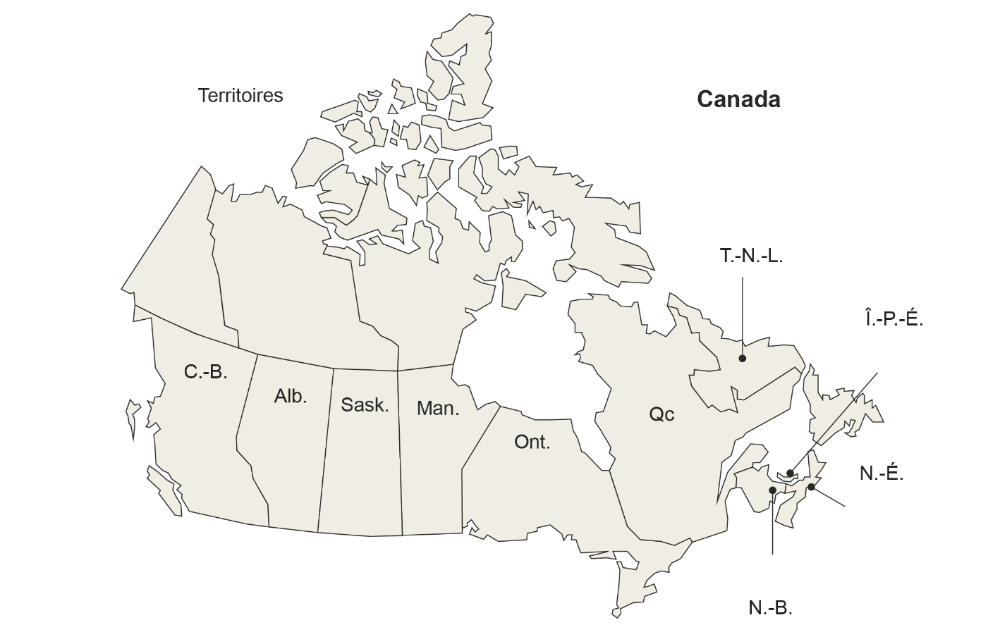 Territoires
Canada
T.-N.-L.
Î.-P.-É.
C.-B.
Alb.
Sask.
Man.
Qc
Ont.
N.-É.
N.-B.